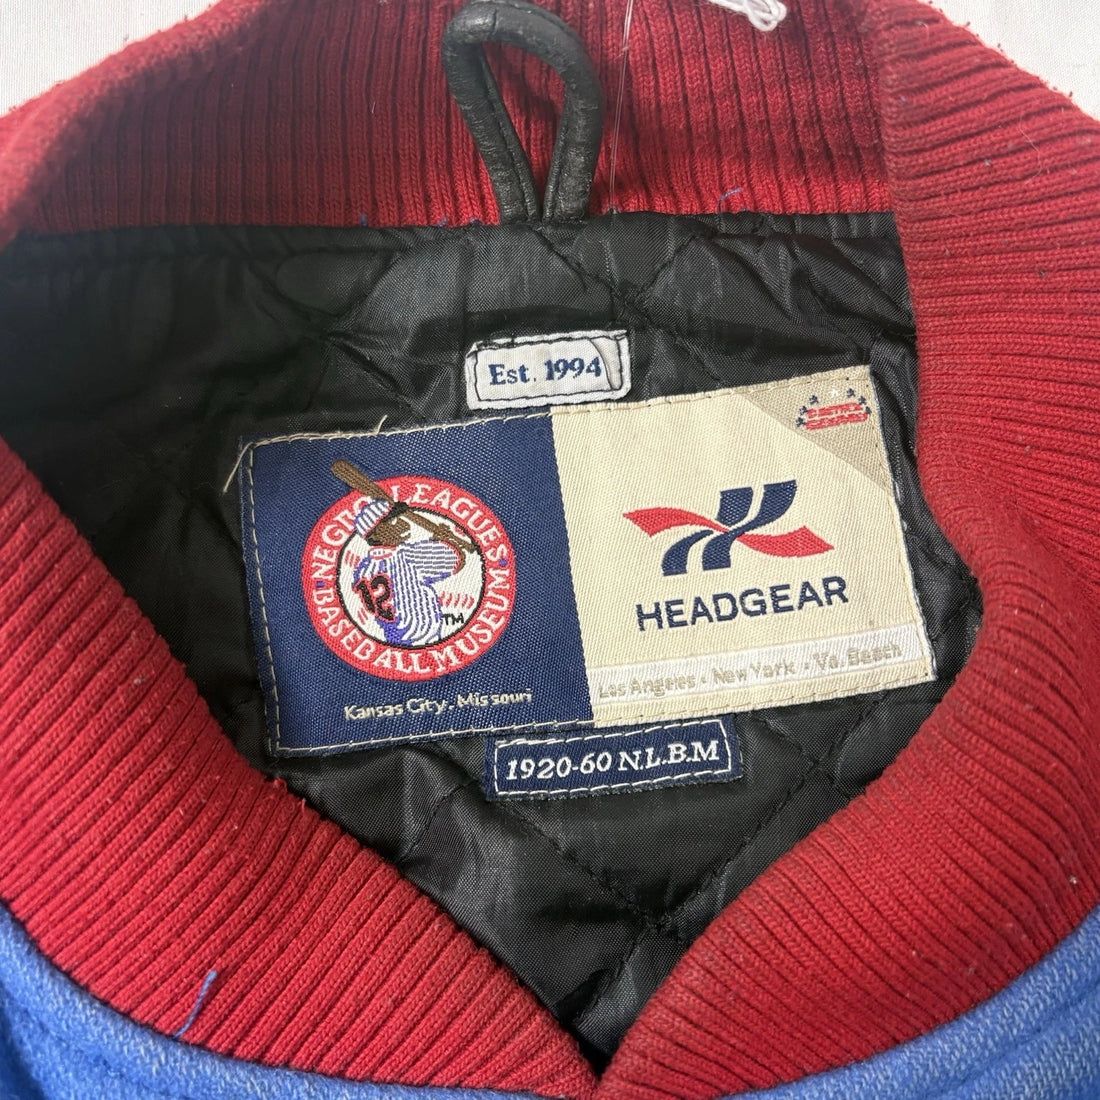 Est. 1994
NEGRO LEAGUES
BASEBALL MUSEUM
12
TM
Kansas City, Missouri
HEADGEAR
Los Angeles • New York • Va. Beach
1920-60 N.L.B.M